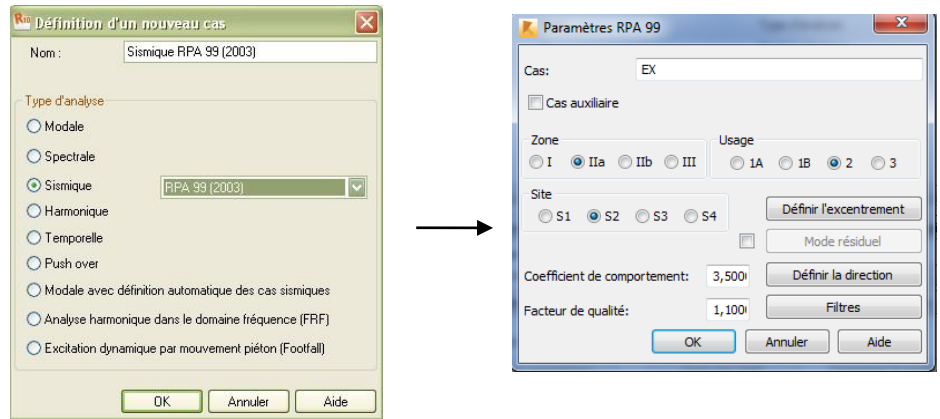 R10 Définition d'un nouveau cas
Nom :
Sismique RPA 99 (2003)
Type d'analyse
Modale
Spectrale
Sismique
RPA 99 (2003)
Harmonique
Temporelle
Push over
Modale avec définition automatique des cas sismiques
Analyse harmonique dans le domaine fréquence (FRF)
Excitation dynamique par mouvement piéton (Footfall)
OK Annuler Aide
Paramètres RPA 99
Cas: EX
Cas auxiliaire
Zone Usage
I IIa IIb III 1A 1B 2 3
Site
S1 S2 S3 S4
Définir l'excentrement
Mode résiduel
Coefficient de comportement: 3,500
Définir la direction
Facteur de qualité: 1,100
Filtres
OK Annuler Aide